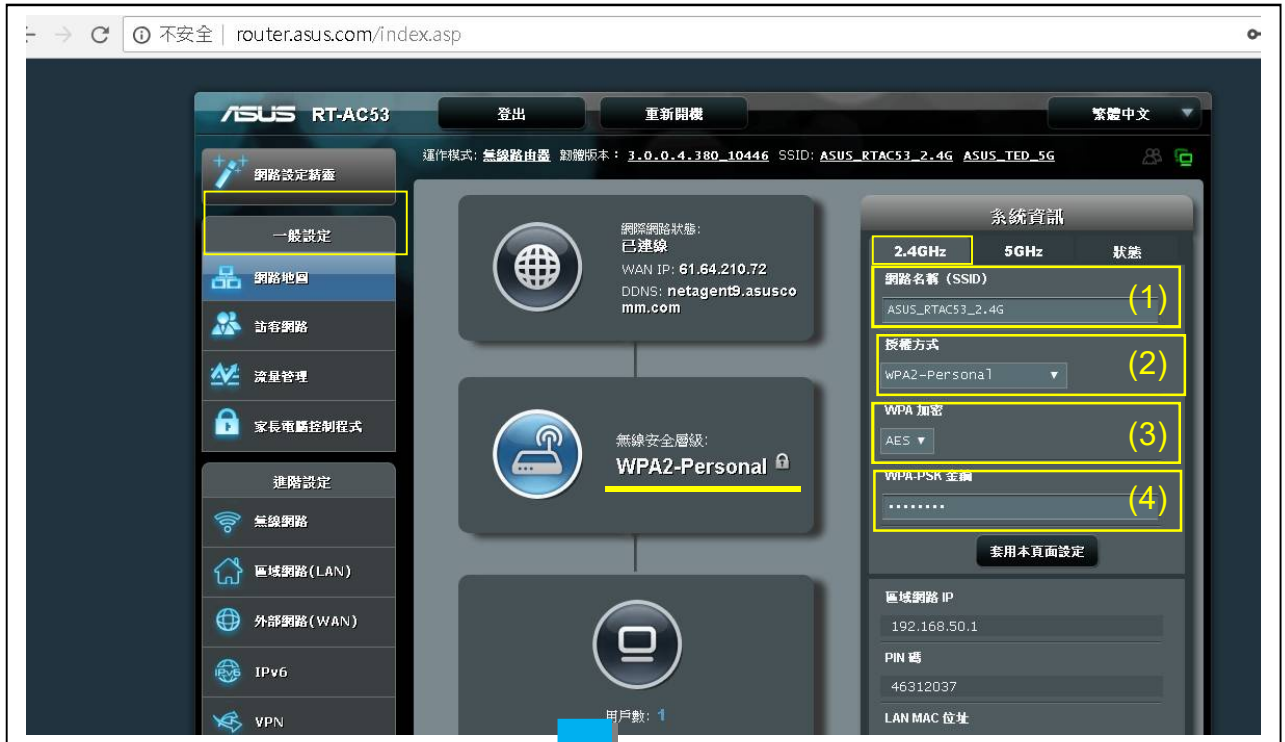 不安全 | router.asus.com/index.asp
ASUS RT-AC53
登出
重新開機
繁體中文
運作模式: 無線路由器 韌體版本: 3.0.0.4.380_10446 SSID: ASUS_RTAC53_2.4G ASUS_TED_5G
網路設定精靈
一般設定
網路地圖
訪客網路
流量管理
家長電腦控制程式
進階設定
無線網路
區域網路(LAN)
外部網路(WAN)
IPv6
VPN
網際網路狀態:
已連線
WAN IP: 61.64.210.72
DDNS: netagent9.asusco
mm.com
無線安全層級:
WPA2-Personal
用戶數: 1
系統資訊
2.4GHz 5GHz 狀態
網路名稱 (SSID)
ASUS_RTAC53_2.4G
(1)
授權方式
WPA2-Personal
(2)
WPA 加密
AES
(3)
WPA-PSK 金鑰
········
(4)
套用本頁面設定
區域網路 IP
192.168.50.1
PIN 碼
46312037
LAN MAC 位址